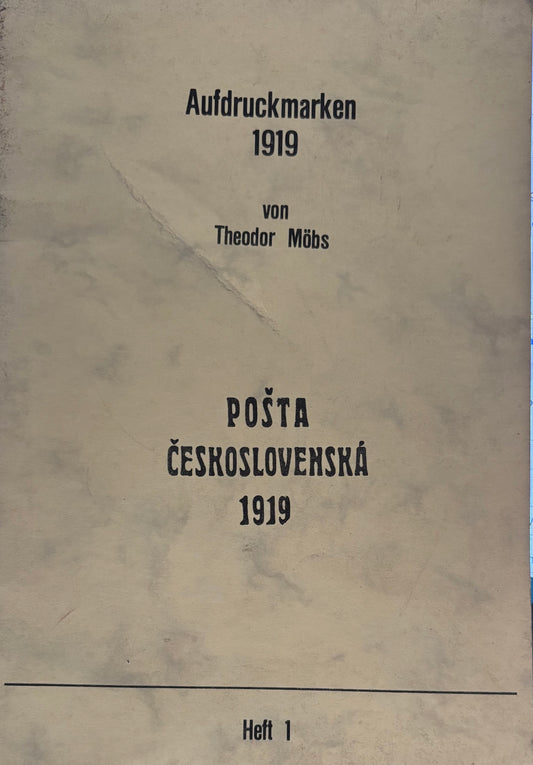 Aufdruckmarken
1919
von
Theodor Möbs
POŠTA
ČESKOSLOVENSKÁ
1919
Heft 1